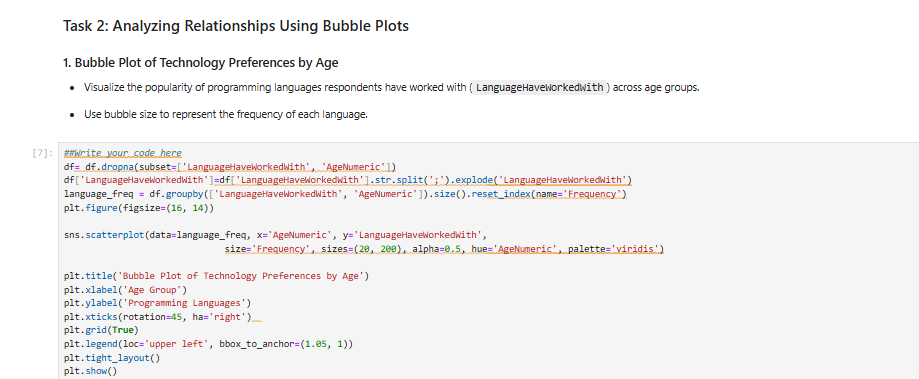 Task 2: Analyzing Relationships Using Bubble Plots
1. Bubble Plot of Technology Preferences by Age
• Visualize the popularity of programming languages respondents have worked with ( LanguageHaveWorkedWith ) across age groups.
• Use bubble size to represent the frequency of each language.
[7]: ##Write your code here
df= df.dropna(subset=['LanguageHaveWorkedWith', 'AgeNumeric'])
df['LanguageHaveWorkedWith']=df['LanguageHaveWorkedWith'].str.split(';').explode('LanguageHaveWorkedWith')
language_freq = df.groupby(['LanguageHaveWorkedWith', 'AgeNumeric']).size().reset_index(name='Frequency')
plt.figure(figsize=(16, 14))
sns.scatterplot(data=language_freq, x='AgeNumeric', y='LanguageHaveWorkedWith',
size='Frequency', sizes=(20, 200), alpha=0.5, hue='AgeNumeric', palette='viridis')
plt.title('Bubble Plot of Technology Preferences by Age')
plt.xlabel('Age Group')
plt.ylabel('Programming Languages')
plt.xticks(rotation=45, ha='right')
plt.grid(True)
plt.legend(loc='upper left', bbox_to_anchor=(1.05, 1))
plt.tight_layout()
plt.show()